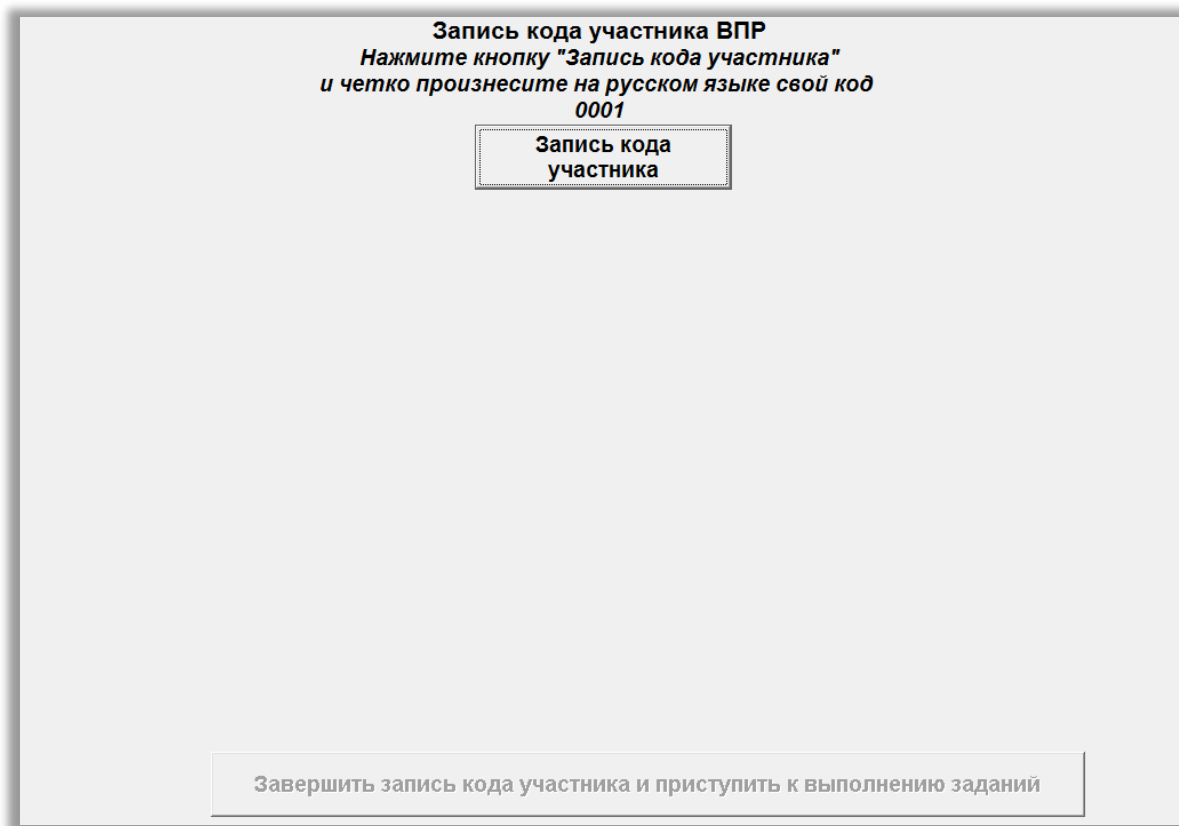 Запись кода участника ВПР
Нажмите кнопку "Запись кода участника"
и четко произнесите на русском языке свой код
0001
Запись кода
участника
Завершить запись кода участника и приступить к выполнению заданий